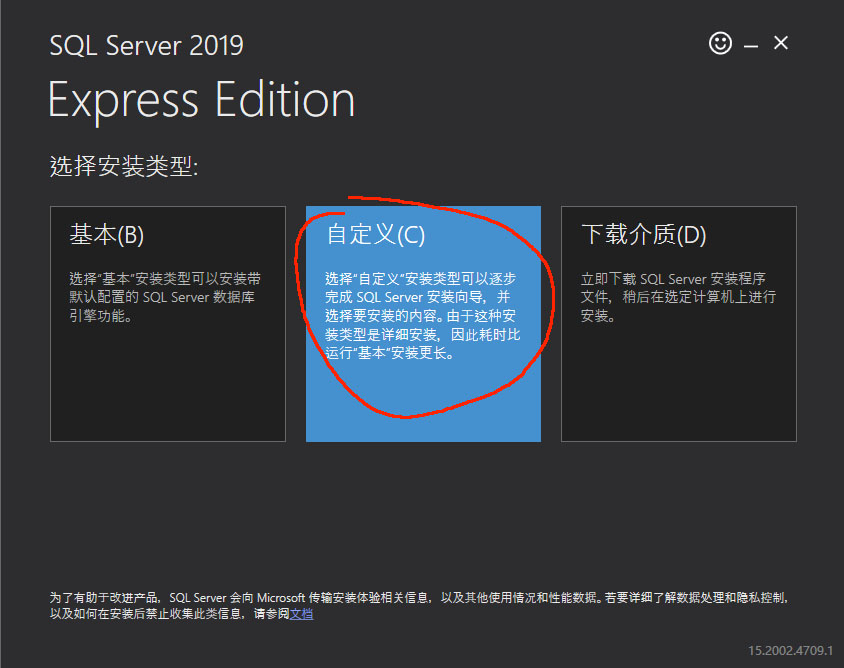 SQL Server 2019
Express Edition
选择安装类型:
基本(B)
选择“基本”安装类型可以安装带
默认配置的 SQL Server 数据库
引擎功能。
自定义(C)
选择“自定义”安装类型可以逐步
完成 SQL Server 安装向导，并
选择要安装的内容。由于这种安
装类型是详细安装，因此耗时比
运行“基本”安装更长。
下载介质(D)
立即下载 SQL Server 安装程序
文件，稍后在选定计算机上进行
安装。
为了有助于改进产品，SQL Server 会向 Microsoft 传输安装体验相关信息，以及其他使用情况和性能数据。若要详细了解数据处理和隐私控制，
以及如何在安装后禁止收集此类信息，请参阅文档
15.2002.4709.1